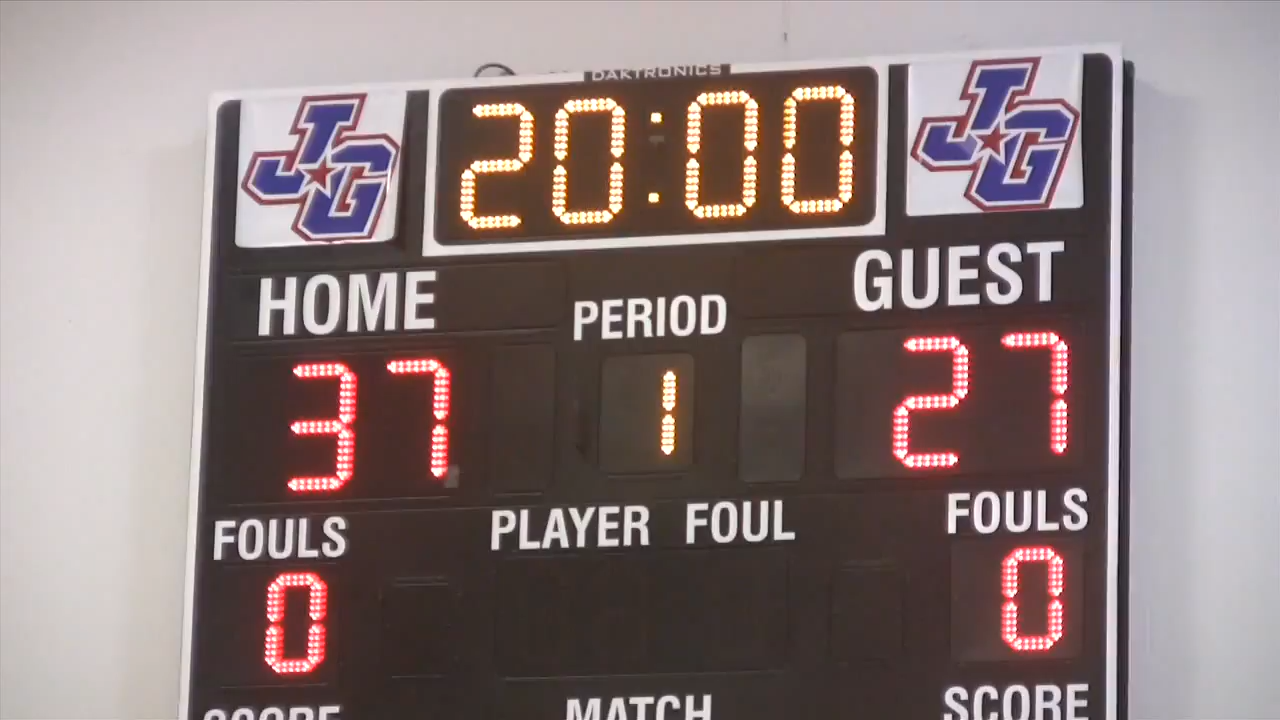 DAKTRONICS
JG 20:00 JG
HOME PERIOD GUEST
37 1 27
FOULS PLAYER FOUL FOULS
0 0
SCORE MATCH SCORE